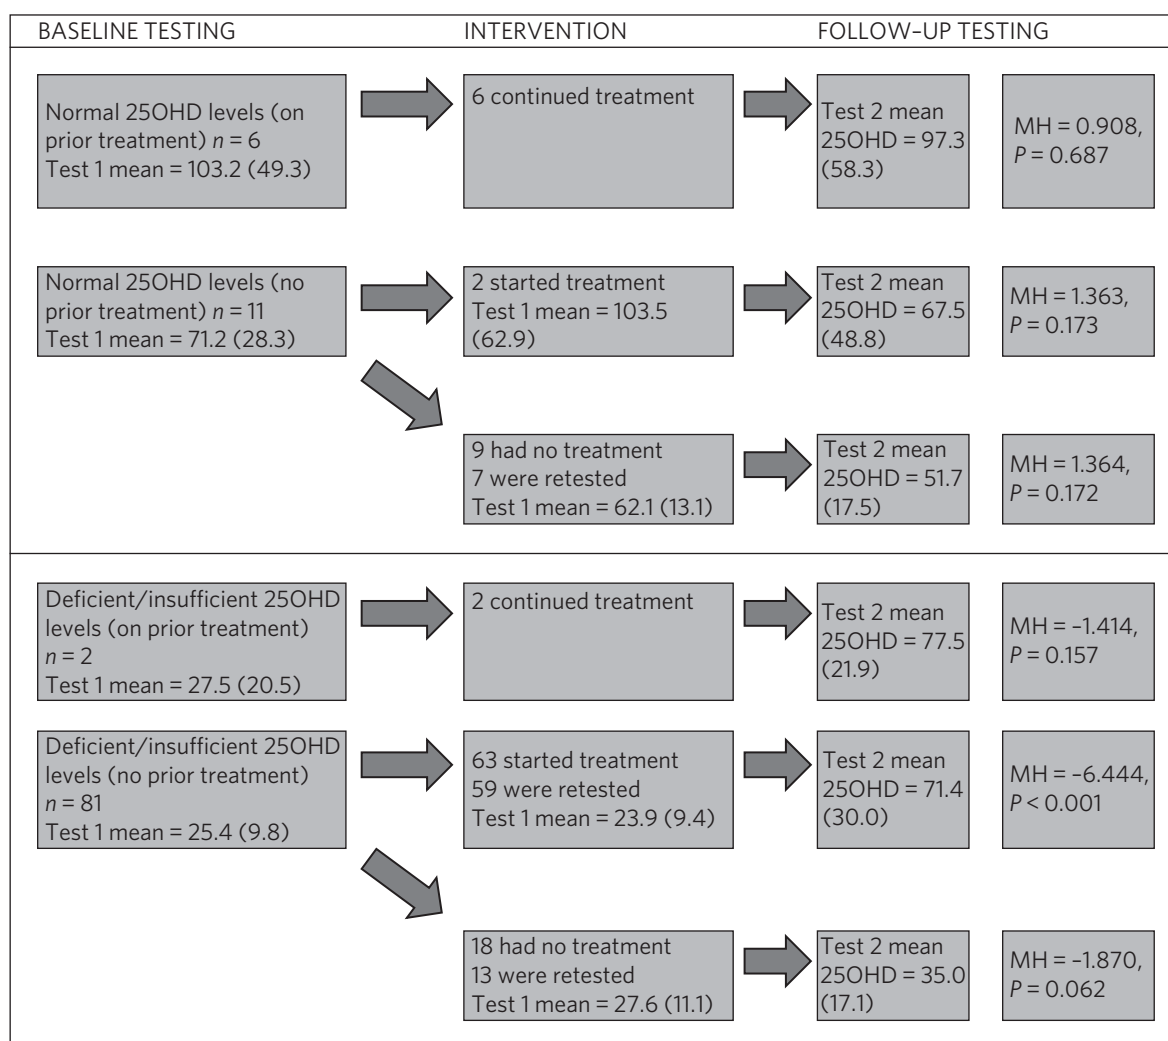 BASELINE TESTING
INTERVENTION
FOLLOW-UP TESTING
Normal 25OHD levels (on
prior treatment) n = 6
Test 1 mean = 103.2 (49.3)
6 continued treatment
Test 2 mean
25OHD = 97.3
(58.3)
MH = 0.908,
P = 0.687
Normal 25OHD levels (no
prior treatment) n = 11
Test 1 mean = 71.2 (28.3)
2 started treatment
Test 1 mean = 103.5
(62.9)
Test 2 mean
25OHD = 67.5
(48.8)
MH = 1.363,
P = 0.173
9 had no treatment
7 were retested
Test 1 mean = 62.1 (13.1)
Test 2 mean
25OHD = 51.7
(17.5)
MH = 1.364,
P = 0.172
Deficient/insufficient 25OHD
levels (on prior treatment)
n = 2
Test 1 mean = 27.5 (20.5)
2 continued treatment
Test 2 mean
25OHD = 77.5
(21.9)
MH = –1.414,
P = 0.157
Deficient/insufficient 25OHD
levels (no prior treatment)
n = 81
Test 1 mean = 25.4 (9.8)
63 started treatment
59 were retested
Test 1 mean = 23.9 (9.4)
Test 2 mean
25OHD = 71.4
(30.0)
MH = –6.444,
P < 0.001
18 had no treatment
13 were retested
Test 1 mean = 27.6 (11.1)
Test 2 mean
25OHD = 35.0
(17.1)
MH = –1.870,
P = 0.062